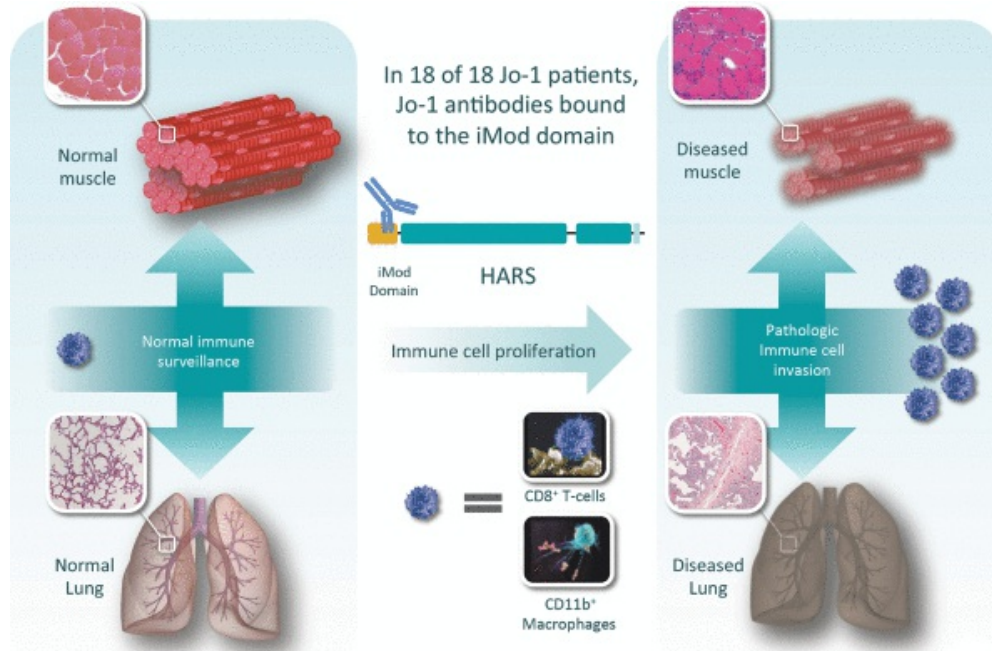 Normal
muscle
Normal immune
surveillance
Normal
Lung
In 18 of 18 Jo-1 patients,
Jo-1 antibodies bound
to the iMod domain
iMod
Domain
HARS
Immune cell proliferation
CD8⁺ T-cells
CD11b⁺
Macrophages
Diseased
muscle
Pathologic
Immune cell
invasion
Diseased
Lung